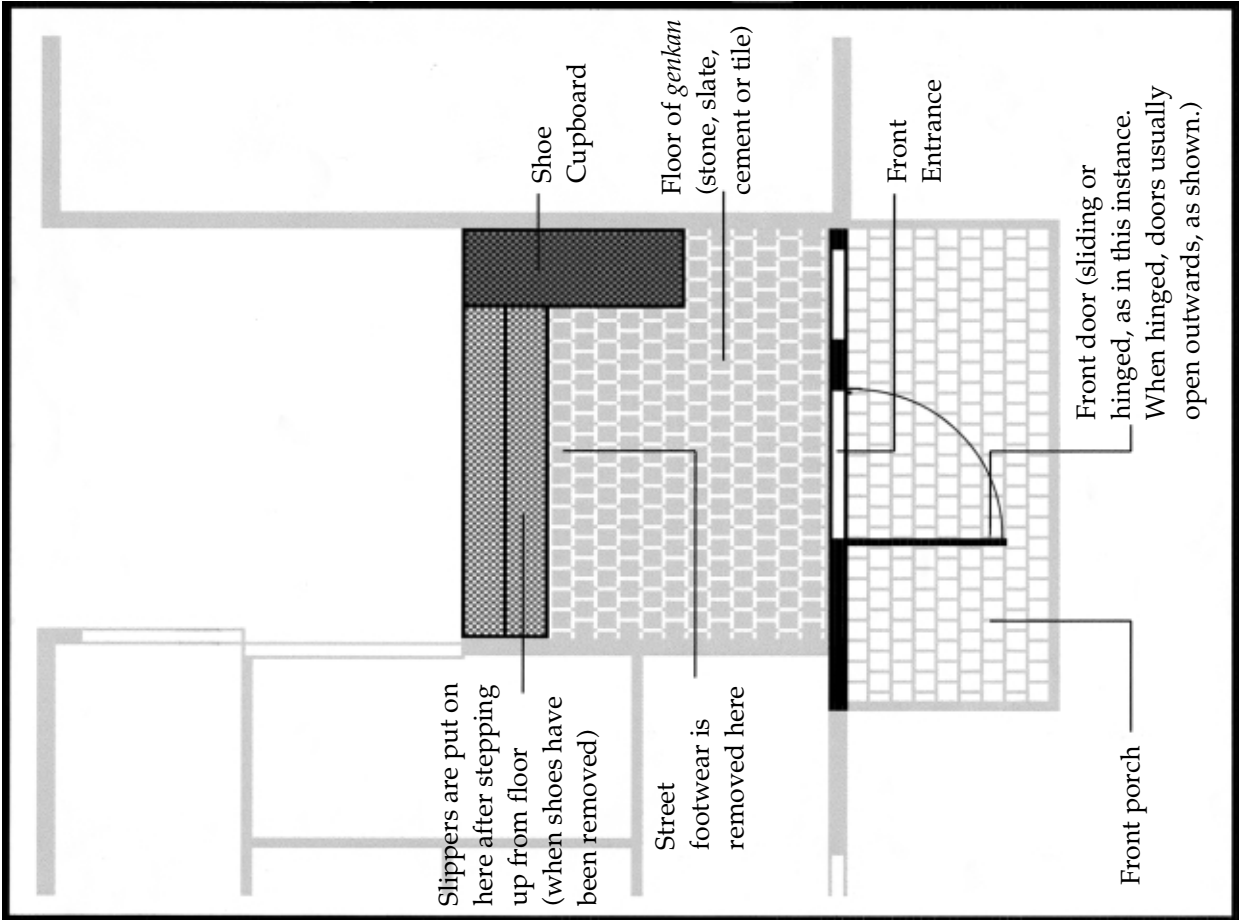 Slippers are put on
here after stepping
up from floor
(when shoes have
been removed)
Street
footwear is
removed here
Shoe
Cupboard
Floor of genkan
(stone, slate,
cement or tile)
Front
Entrance
Front door (sliding or
hinged, as in this instance.
When hinged, doors usually
open outwards, as shown.)
Front porch